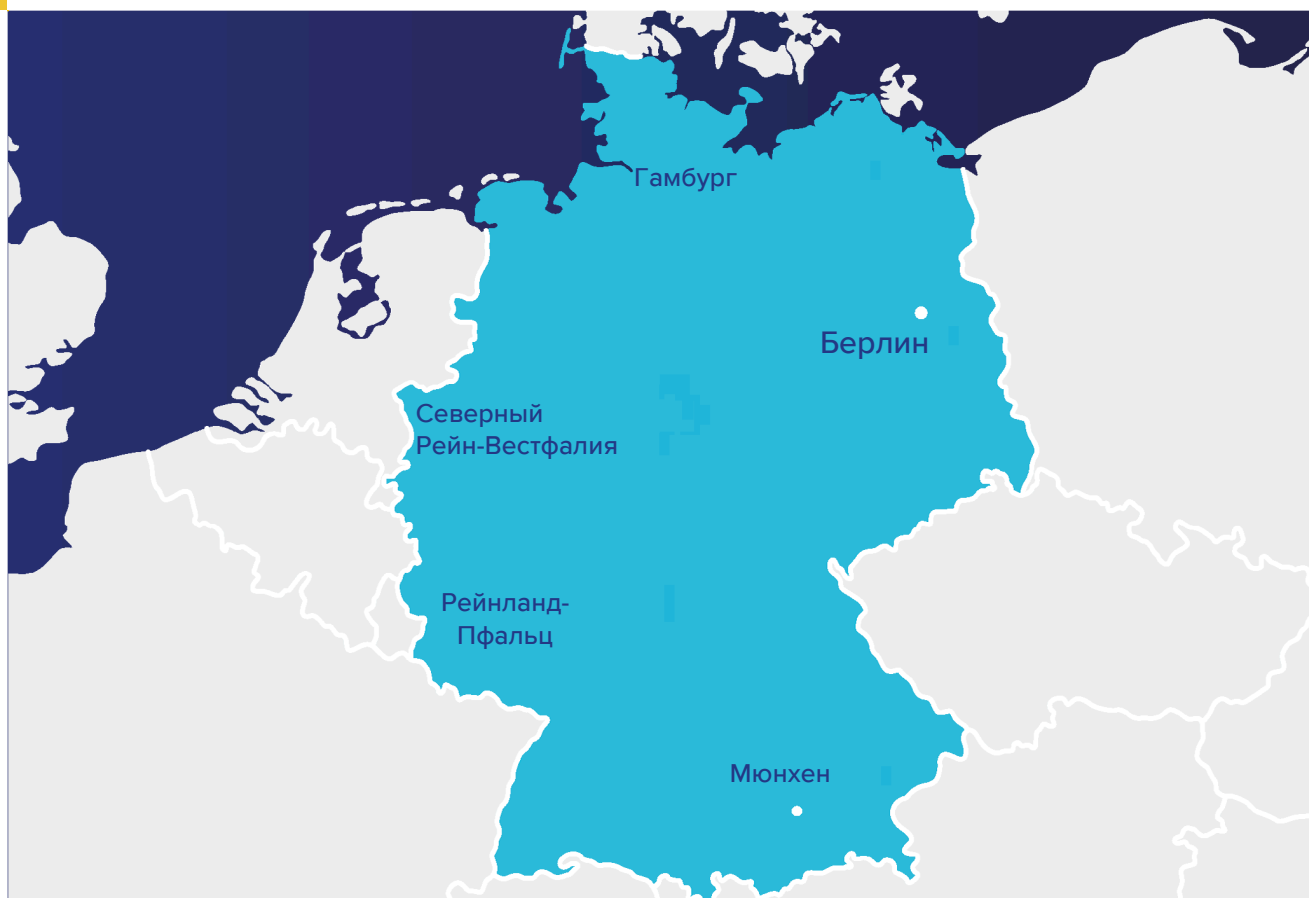 Гамбург
Берлин
Северный
Рейн-Вестфалия
Рейнланд-
Пфальц
Мюнхен